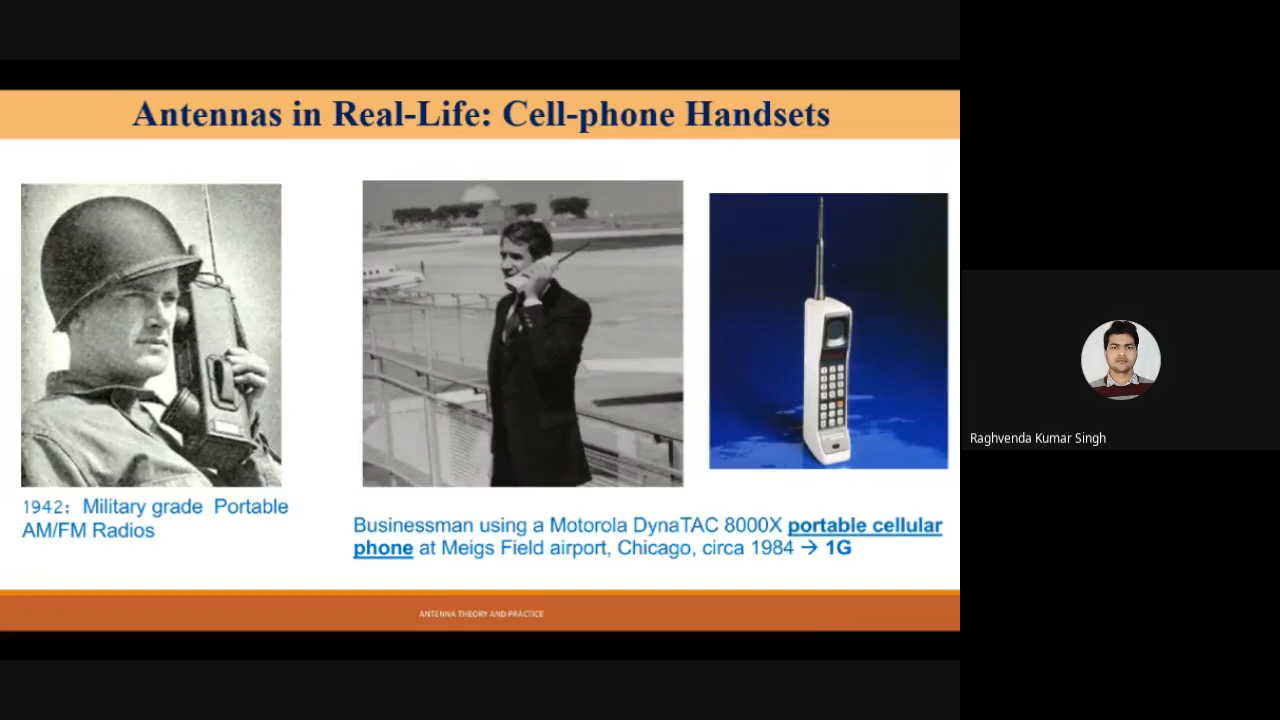 Antennas in Real-Life: Cell-phone Handsets
1942: Military grade Portable
AM/FM Radios
Businessman using a Motorola DynaTAC 8000X portable cellular
phone at Meigs Field airport, Chicago, circa 1984 → 1G
ANTENNA THEORY AND PRACTICE
Raghvenda Kumar Singh